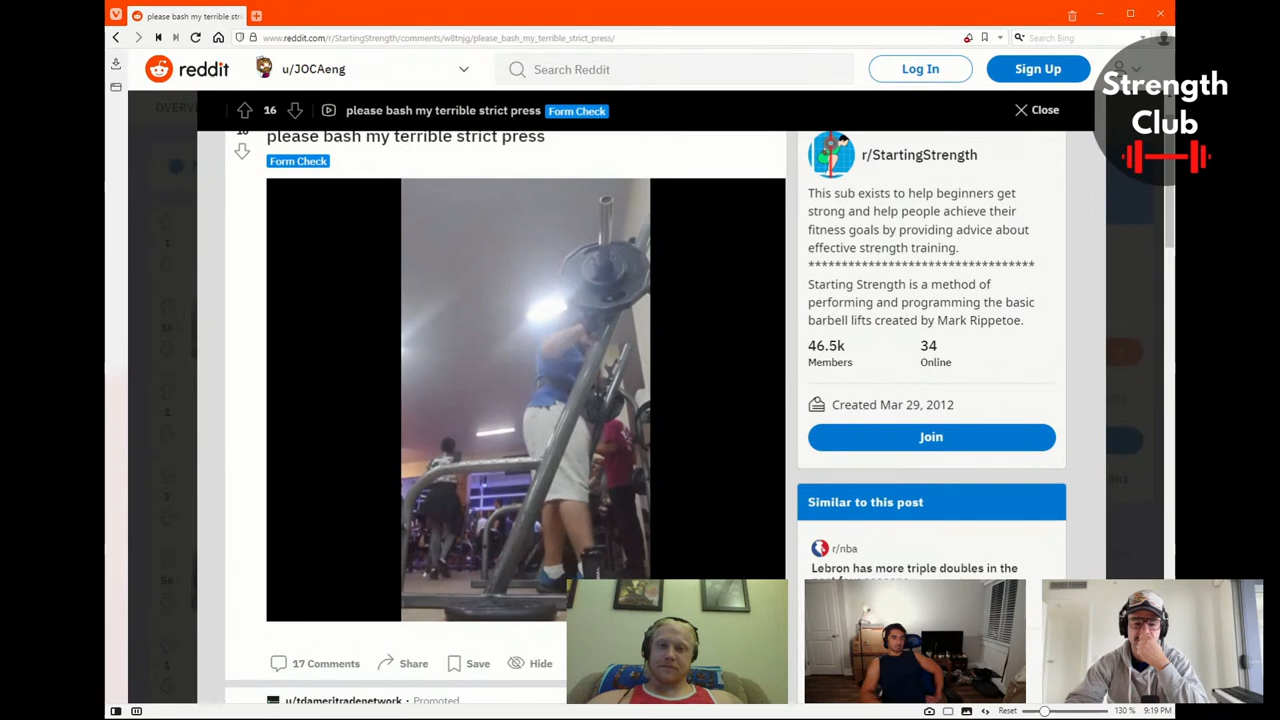 please bash my terrible stri
www.reddit.com/r/StartingStrength/comments/w8tnjg/please_bash_my_terrible_strict_press/
Search Bing
reddit
u/JOCAeng
Search Reddit
Log In
Sign Up
Strength
Club
OVERV
16
please bash my terrible strict press
Form Check
Close
please bash my terrible strict press
Form Check
r/StartingStrength
This sub exists to help beginners get
strong and help people achieve their
fitness goals by providing advice about
effective strength training.
**********************************
Starting Strength is a method of
performing and programming the basic
barbell lifts created by Mark Rippetoe.
46.5k
34
Members
Online
Created Mar 29, 2012
Join
Similar to this post
r/nba
Lebron has more triple doubles in the
17 Comments
Share
Save
Hide
u/tdameritradenetwork • Promoted
Reset
130 %
9:19 PM